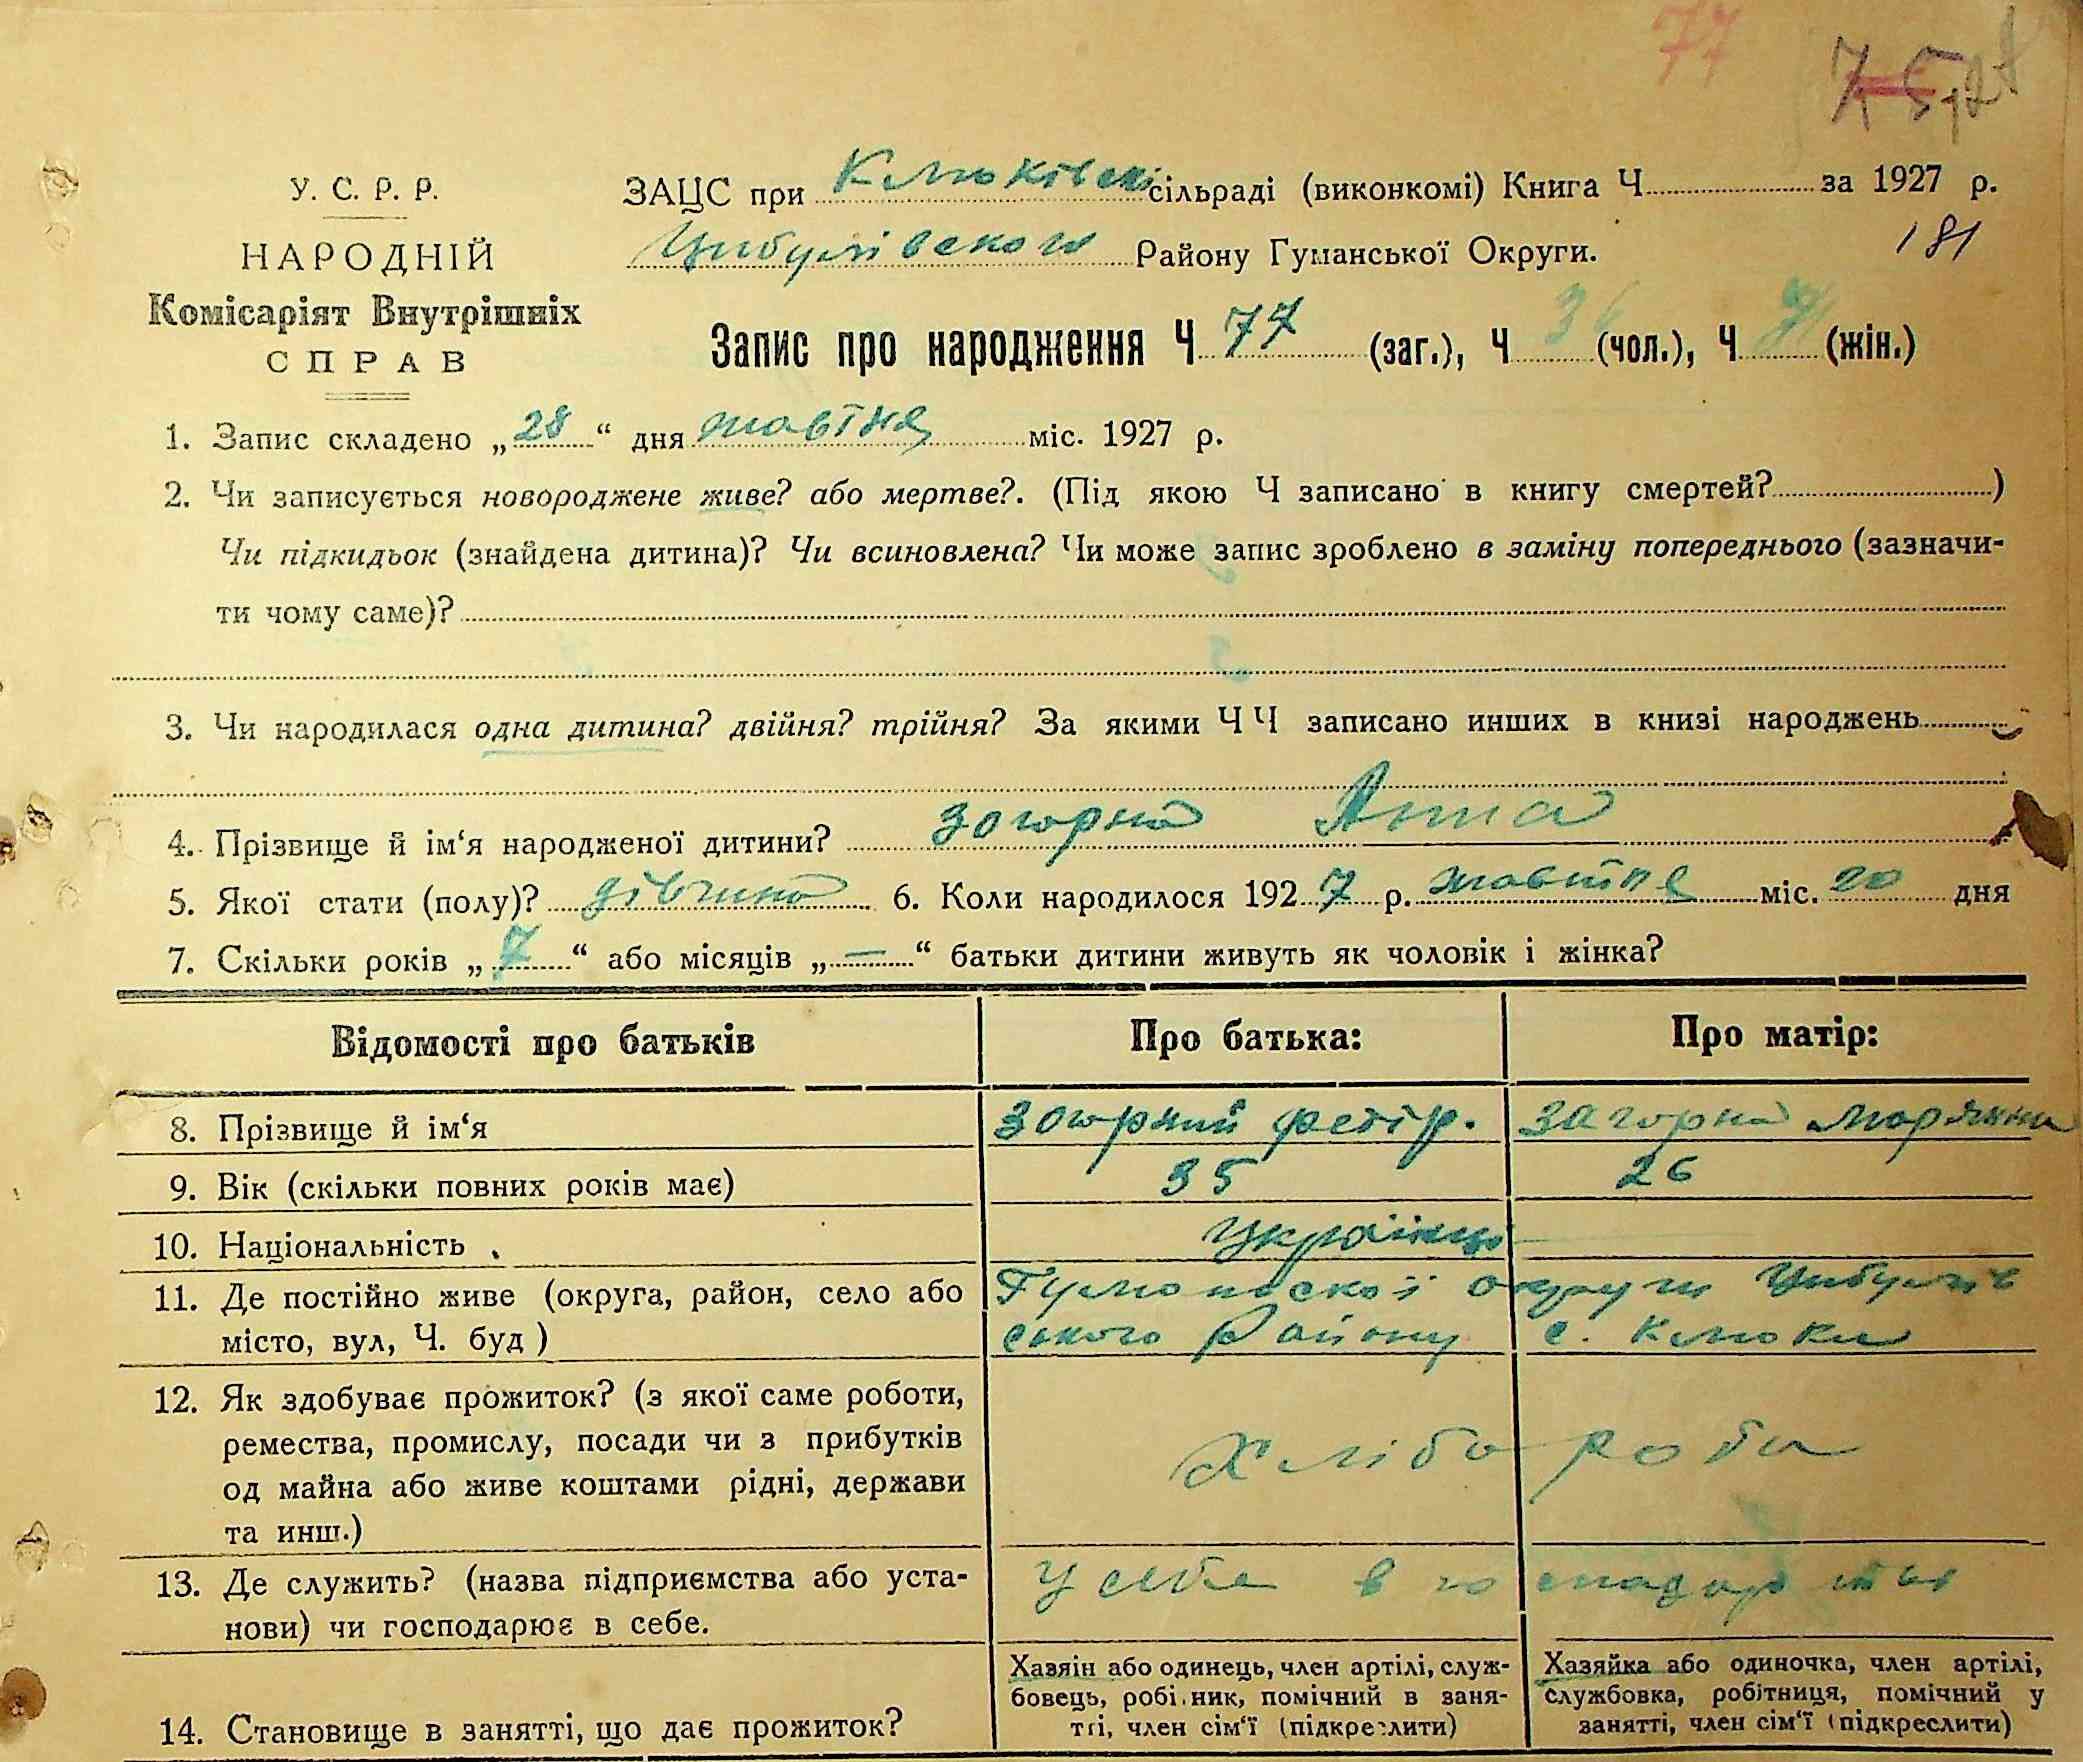 77
75
У. С. Р. Р.
НАРОДНІЙ
Комісаріят Внутрішніх
СПРАВ
ЗАЦС при Клюківскі сільраді (виконкомі) Книга Ч за 1927 р.
Цибулівского Району Гуманської Округи.
181
Запис про народження Ч 77 (заг.), Ч 36 (чол.), Ч (жін.)
1. Запис складено „28“ дня жовтня міс. 1927 р.
2. Чи записується новороджене живе? або мертве?. (Під якою Ч записано в книгу смертей? )
Чи підкидьок (знайдена дитина)? Чи всиновлена? Чи може запис зроблено в заміну попереднього (зазначи-
ти чому саме)?
3. Чи народилася одна дитина? двійня? трійня? За якими ЧЧ записано инших в книзі народжень
4. Прізвище й ім‘я народженої дитини? Загорна Анна
5. Якої стати (полу)? дівчина 6. Коли народилося 1927 р. жовтня міс. 20 дня
7. Скільки років „7“ або місяців „—“ батьки дитини живуть як чоловік і жінка?
Відомості про батьків Про батька: Про матір:
8. Прізвище й ім‘я Загорний Загорна
9. Вік (скільки повних років має) 35 26
10. Національність Українці
11. Де постійно живе (округа, район, село або Гуманської округи Цибулів
місто, вул, Ч. буд ) ського Району с. Клюки
12. Як здобуває прожиток? (з якої саме роботи,
ремества, промислу, посади чи з прибутків
од майна або живе коштами рідні, держави
та инш.)
Хлібороби
13. Де служить? (назва підприємства або уста-
нови) чи господарює в себе.
У себе в господарстві
14. Становище в занятті, що дає прожиток?
Хазяїн або одинець, член артілі, служ-
бовець, робі.ник, помічний в заня-
тті, член сім‘ї (підкреслити)
Хазяйка або одиночка, член артілі,
службовка, робітниця, помічний у
занятті, член сім‘ї (підкреслити)